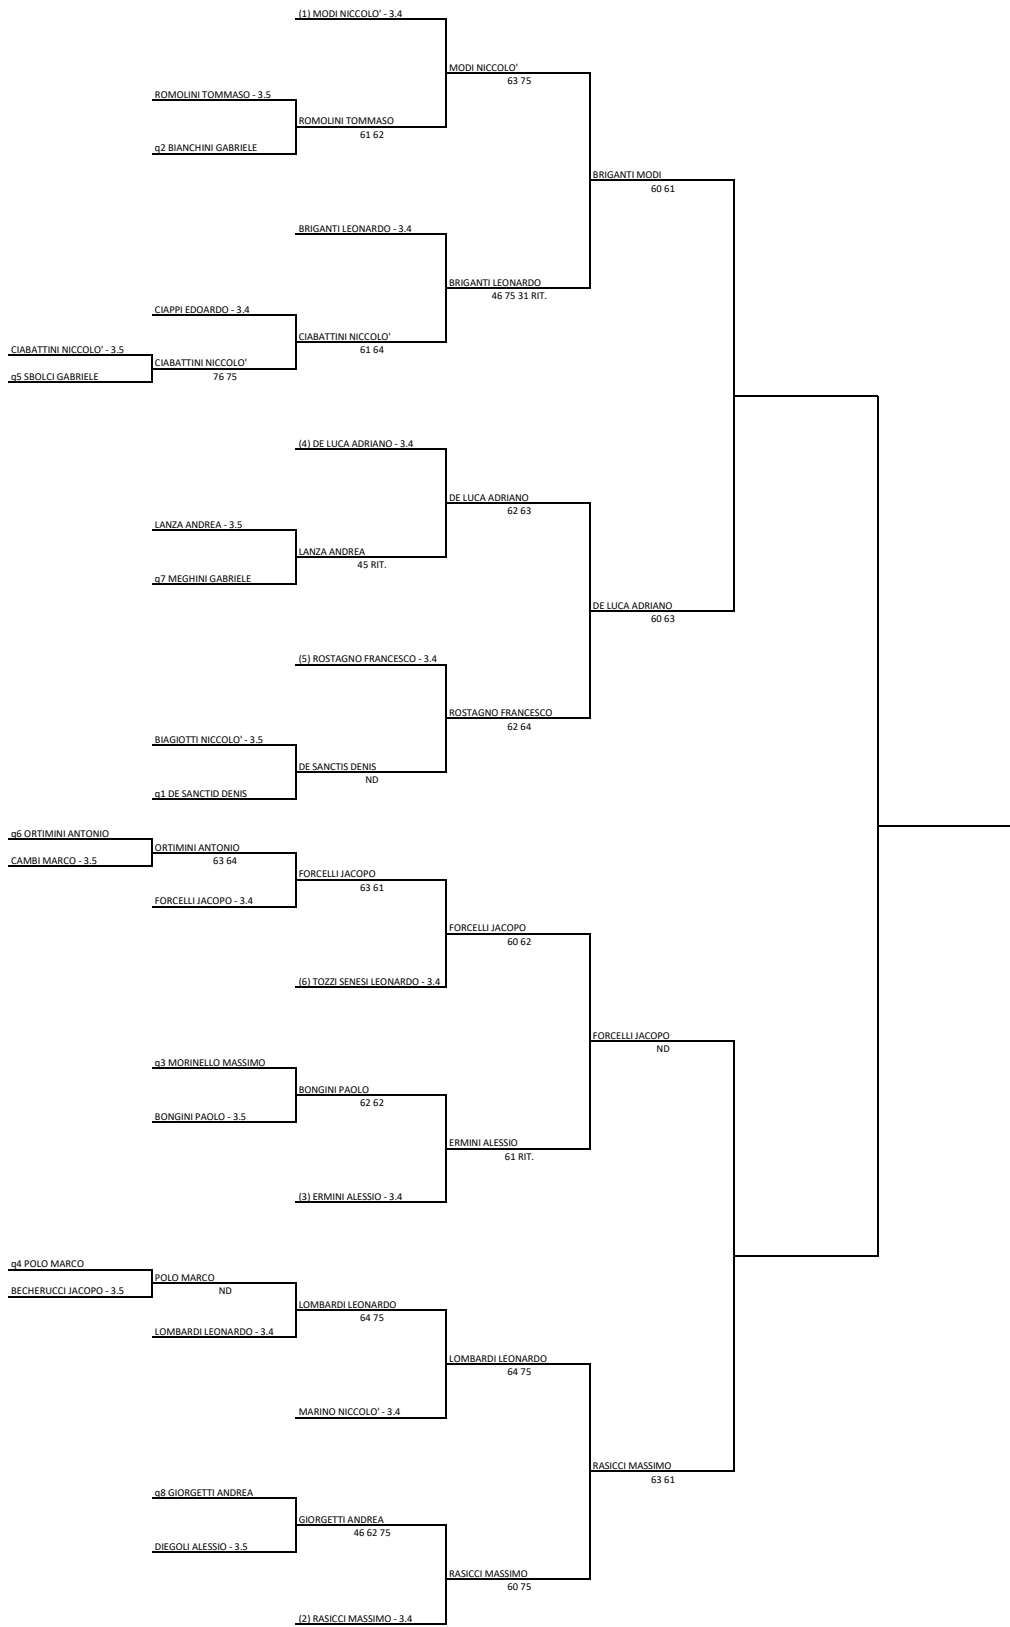 (1) MODI NICCOLO' - 3.4
MODI NICCOLO'
63 75
ROMOLINI TOMMASO - 3.5
ROMOLINI TOMMASO
61 62
q2 BIANCHINI GABRIELE
BRIGANTI MODI
60 61
BRIGANTI LEONARDO - 3.4
BRIGANTI LEONARDO
46 75 31 RIT.
CIAPPI EDOARDO - 3.4
CIABATTINI NICCOLO'
61 64
CIABATTINI NICCOLO' - 3.5
CIABATTINI NICCOLO'
76 75
q5 SBOLCI GABRIELE
(4) DE LUCA ADRIANO - 3.4
DE LUCA ADRIANO
62 63
LANZA ANDREA - 3.5
LANZA ANDREA
45 RIT.
q7 MEGHINI GABRIELE
DE LUCA ADRIANO
60 63
(5) ROSTAGNO FRANCESCO - 3.4
ROSTAGNO FRANCESCO
62 64
BIAGIOTTI NICCOLO' - 3.5
DE SANCTIS DENIS
ND
q1 DE SANCTID DENIS
q6 ORTIMINI ANTONIO
ORTIMINI ANTONIO
63 64
CAMBI MARCO - 3.5
FORCELLI JACOPO
63 61
FORCELLI JACOPO - 3.4
FORCELLI JACOPO
60 62
(6) TOZZI SENESI LEONARDO - 3.4
FORCELLI JACOPO
ND
q3 MORINELLO MASSIMO
BONGINI PAOLO
62 62
BONGINI PAOLO - 3.5
ERMINI ALESSIO
61 RIT.
(3) ERMINI ALESSIO - 3.4
q4 POLO MARCO
POLO MARCO
ND
BECHERUCCI JACOPO - 3.5
LOMBARDI LEONARDO
64 75
LOMBARDI LEONARDO - 3.4
LOMBARDI LEONARDO
64 75
MARINO NICCOLO' - 3.4
RASICCI MASSIMO
63 61
q8 GIORGETTI ANDREA
GIORGETTI ANDREA
46 62 75
DIEGOLI ALESSIO - 3.5
RASICCI MASSIMO
60 75
(2) RASICCI MASSIMO - 3.4